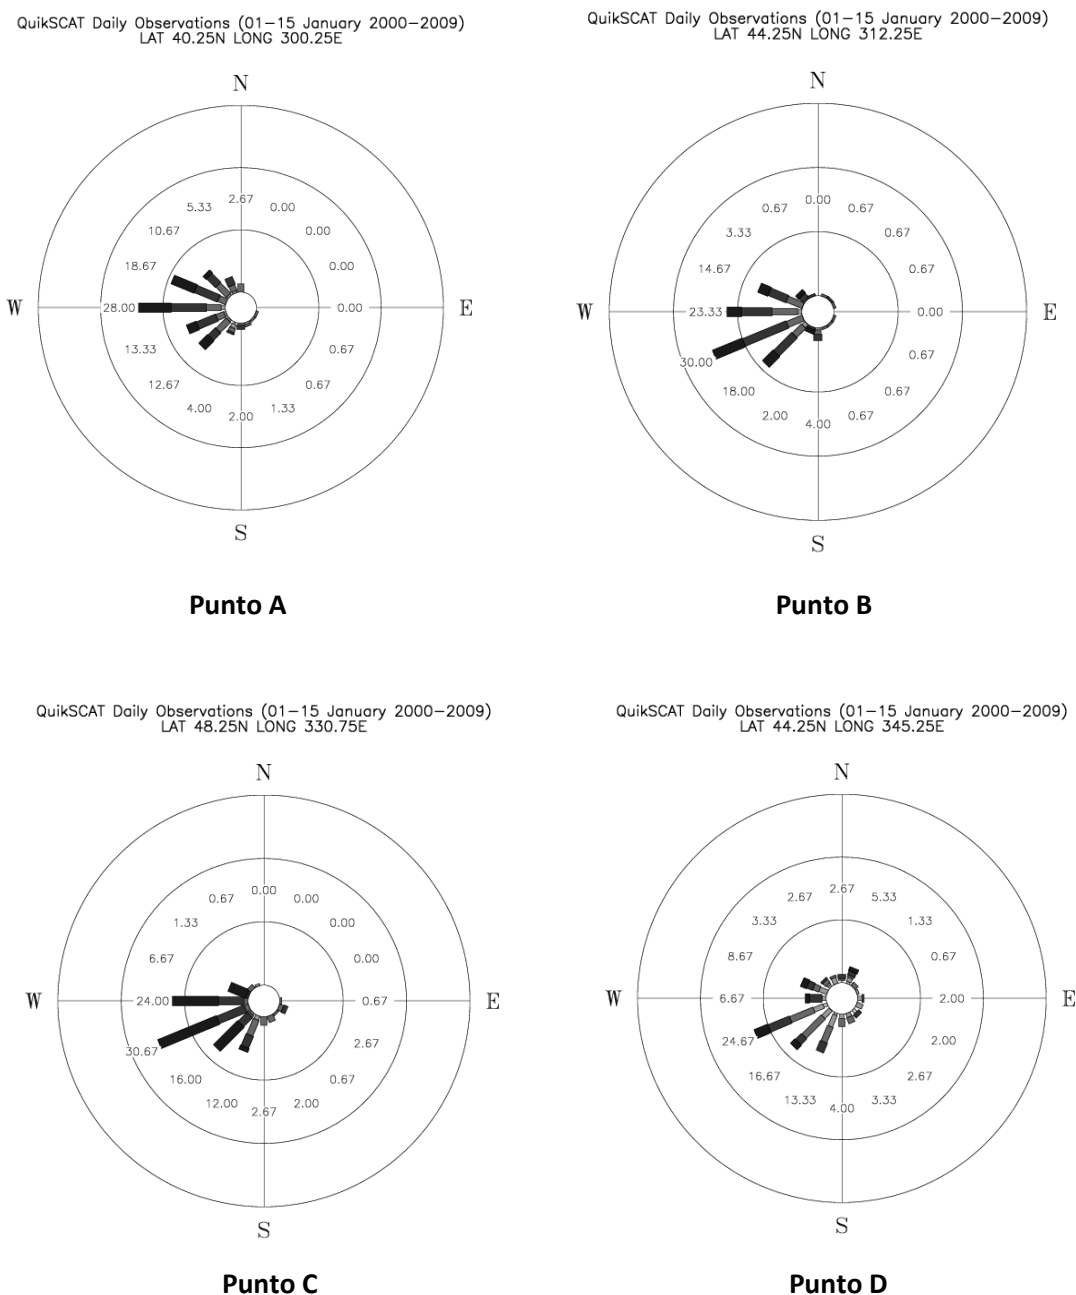 QuikSCAT Daily Observations (01-15 January 2000-2009)
LAT 40.25N LONG 300.25E
N
2.67
5.33
0.00
10.67
0.00
18.67
0.00
W
28.00
0.00
E
13.33
0.67
12.67
0.67
4.00
1.33
2.00
S
Punto A
QuikSCAT Daily Observations (01-15 January 2000-2009)
LAT 44.25N LONG 312.25E
N
0.00
0.67
0.67
3.33
0.67
14.67
0.67
W
23.33
0.00
E
30.00
0.67
18.00
0.67
2.00
0.67
4.00
S
Punto B
QuikSCAT Daily Observations (01-15 January 2000-2009)
LAT 48.25N LONG 330.75E
N
0.00
0.67
0.00
1.33
0.00
6.67
0.00
W
24.00
0.67
E
30.67
2.67
16.00
0.67
12.00
2.00
2.67
S
Punto C
QuikSCAT Daily Observations (01-15 January 2000-2009)
LAT 44.25N LONG 345.25E
N
2.67
2.67
5.33
3.33
1.33
8.67
0.67
W
6.67
2.00
E
24.67
2.00
16.67
2.67
13.33
3.33
4.00
S
Punto D